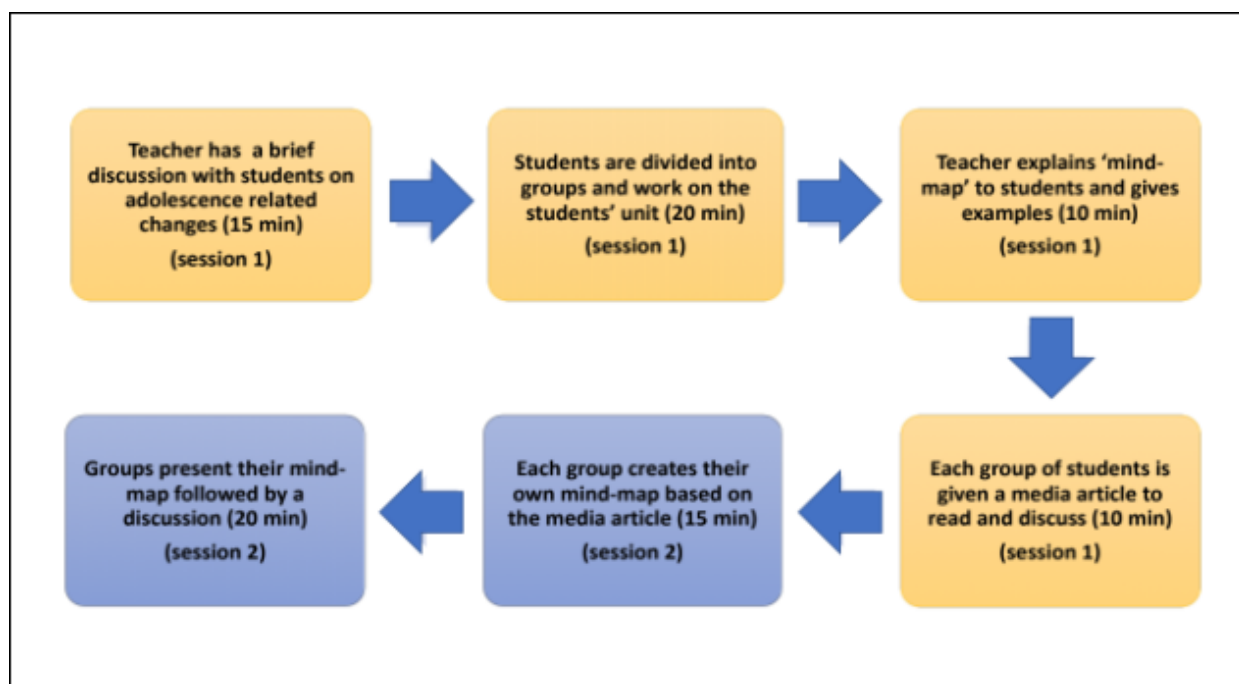 Teacher has a brief
discussion with students on
adolescence related
changes (15 min)
(session 1)
Students are divided into
groups and work on the
students' unit (20 min)
(session 1)
Teacher explains 'mind-
map' to students and gives
examples (10 min)
(session 1)
Each group of students is
given a media article to
read and discuss (10 min)
(session 1)
Each group creates their
own mind-map based on
the media article (15 min)
(session 2)
Groups present their mind-
map followed by a
discussion (20 min)
(session 2)